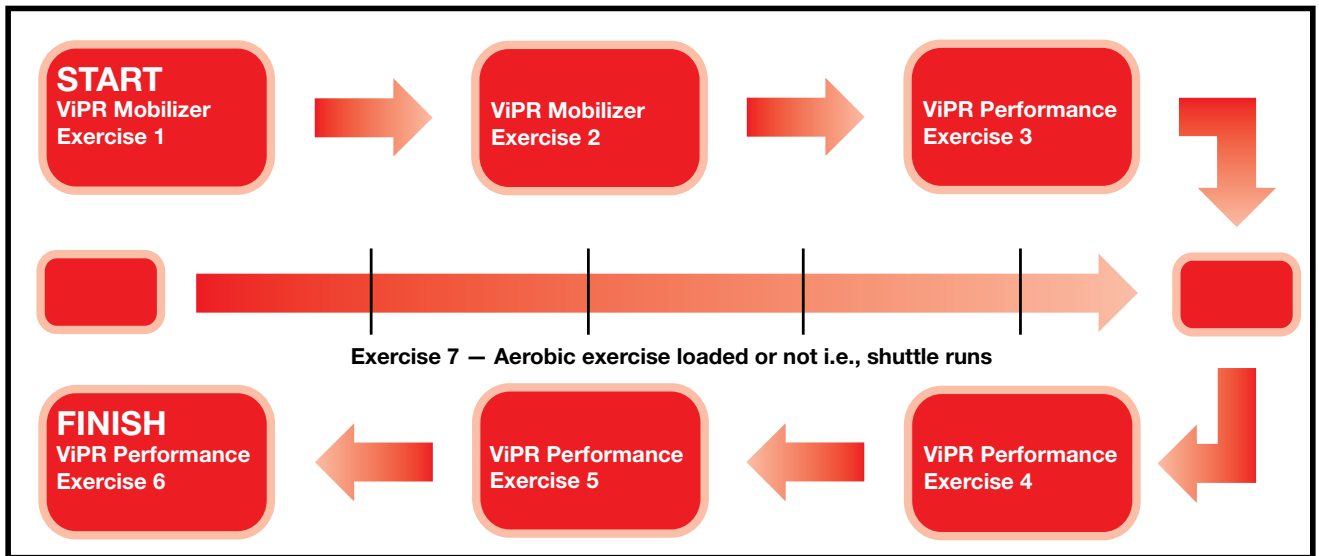 START
ViPR Mobilizer
Exercise 1
ViPR Mobilizer
Exercise 2
ViPR Performance
Exercise 3
Exercise 7 — Aerobic exercise loaded or not i.e., shuttle runs
FINISH
ViPR Performance
Exercise 6
ViPR Performance
Exercise 5
ViPR Performance
Exercise 4